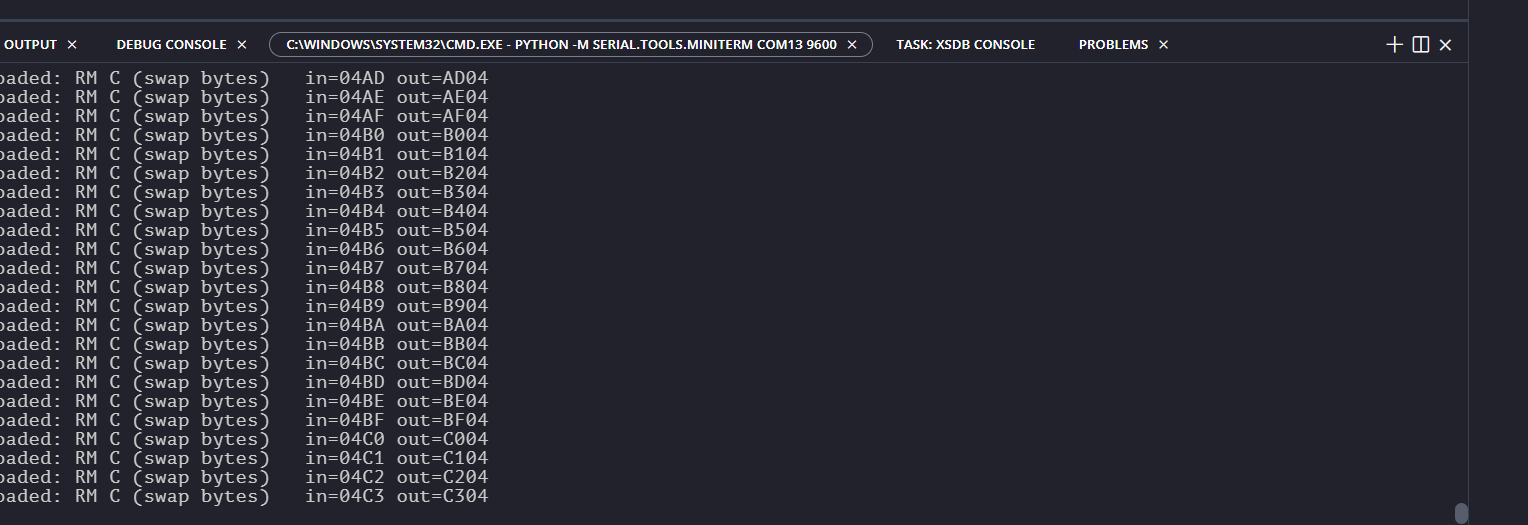 OUTPUT × DEBUG CONSOLE × C:\WINDOWS\SYSTEM32\CMD.EXE - PYTHON -M SERIAL.TOOLS.MINITERM COM13 9600 × TASK: XSDB CONSOLE PROBLEMS ×
oaded: RM C (swap bytes) in=04AD out=AD04
oaded: RM C (swap bytes) in=04AE out=AE04
oaded: RM C (swap bytes) in=04AF out=AF04
oaded: RM C (swap bytes) in=04B0 out=B004
oaded: RM C (swap bytes) in=04B1 out=B104
oaded: RM C (swap bytes) in=04B2 out=B204
oaded: RM C (swap bytes) in=04B3 out=B304
oaded: RM C (swap bytes) in=04B4 out=B404
oaded: RM C (swap bytes) in=04B5 out=B504
oaded: RM C (swap bytes) in=04B6 out=B604
oaded: RM C (swap bytes) in=04B7 out=B704
oaded: RM C (swap bytes) in=04B8 out=B804
oaded: RM C (swap bytes) in=04B9 out=B904
oaded: RM C (swap bytes) in=04BA out=BA04
oaded: RM C (swap bytes) in=04BB out=BB04
oaded: RM C (swap bytes) in=04BC out=BC04
oaded: RM C (swap bytes) in=04BD out=BD04
oaded: RM C (swap bytes) in=04BE out=BE04
oaded: RM C (swap bytes) in=04BF out=BF04
oaded: RM C (swap bytes) in=04C0 out=C004
oaded: RM C (swap bytes) in=04C1 out=C104
oaded: RM C (swap bytes) in=04C2 out=C204
oaded: RM C (swap bytes) in=04C3 out=C304